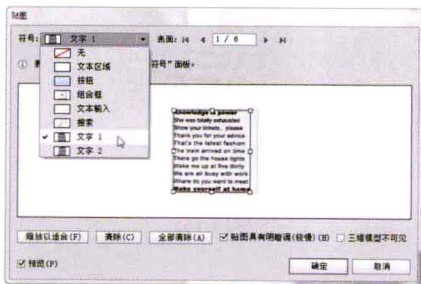 贴图
符号: 文字 1 表面: 1 / 6
无
文本区域
符号”面板。
按钮
组合框
文本输入
搜索
文字 1
文字 2
Knowledge is power
She was totally exhausted
Show your tickets, please
Thank you for your advice
That's the latest fashion
The train arrived on time
There go the house lights
Wake me up at five thirty
We are all busy with work
Where do you want to meet
Make yourself at home
缩放以适合(F) 清除(C) 全部清除(A) 贴图具有明暗调(较慢)(H) 三维模型不可见
预览(P) 确定 取消